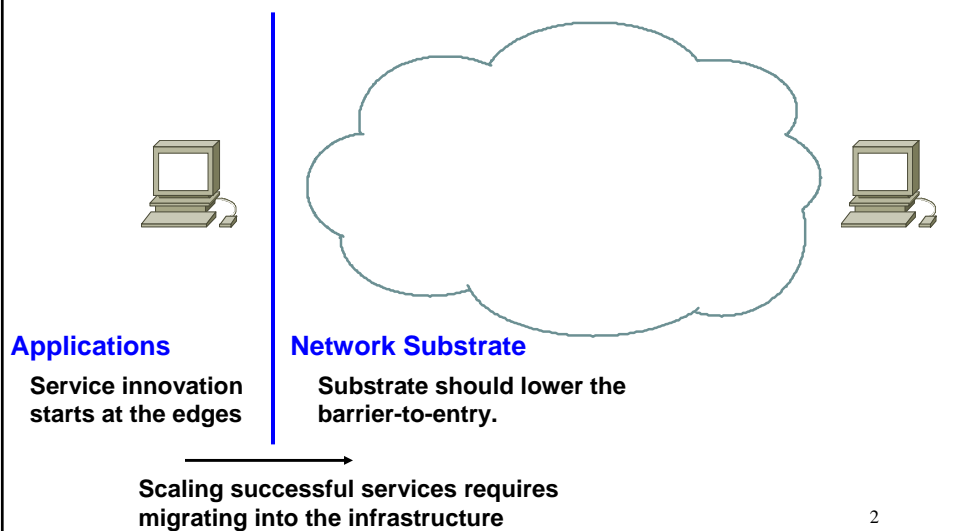 Applications
Network Substrate
Service innovation
starts at the edges
Substrate should lower the
barrier-to-entry.
Scaling successful services requires
migrating into the infrastructure
2